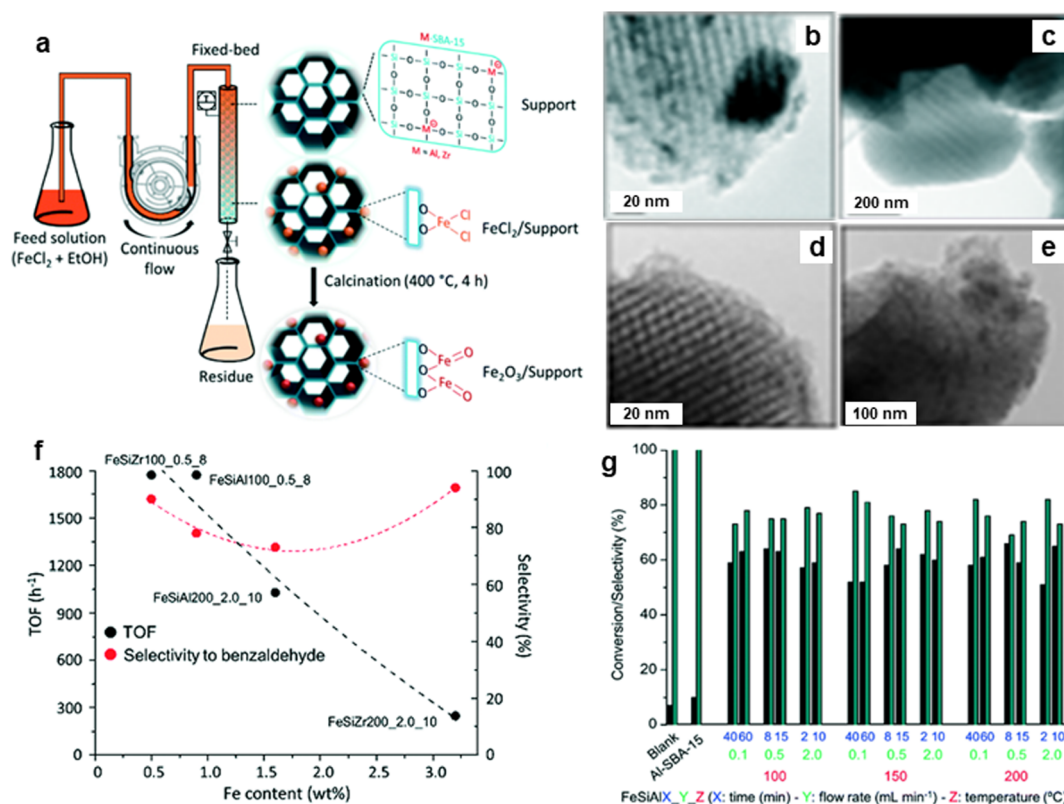 a
Fixed-bed
Feed solution
(FeCl₂ + EtOH)
Continuous
flow
Residue
M-SBA-15
M = Al, Zr
Support
FeCl₂/Support
Calcination (400 °C, 4 h)
Fe₂O₃/Support
b
20 nm
c
200 nm
d
20 nm
e
100 nm
f
FeSiZr100_0.5_8
FeSiAl100_0.5_8
FeSiAl200_2.0_10
FeSiZr200_2.0_10
TOF
Selectivity to benzaldehyde
TOF (h⁻¹)
1800
1500
1200
900
600
300
0
Selectivity
(%)
100
80
60
40
20
0
0 0.5 1.0 1.5 2.0 2.5 3.0
Fe content (wt%)
g
Conversion/Selectivity (%)
100
80
60
40
20
0
Blank
Al-SBA-15
40 60 8 15 2 10 40 60 8 15 2 10 40 60 8 15 2 10
0.1 0.5 2.0 0.1 0.5 2.0 0.1 0.5 2.0
100 150 200
FeSiAlX_Y_Z (X: time (min) - Y: flow rate (mL min⁻¹) - Z: temperature (°C